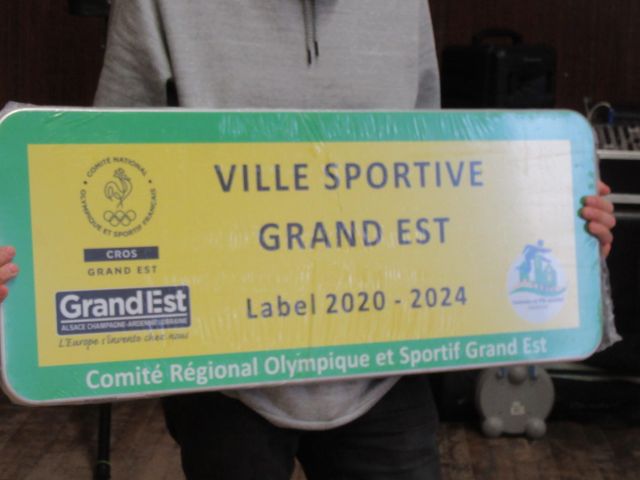 COMITÉ NATIONAL
OLYMPIQUE ET SPORTIF FRANÇAIS
CROS
GRAND EST
VILLE SPORTIVE
GRAND EST
Label 2020 - 2024
GrandEst
ALSACE CHAMPAGNE-ARDENNE LORRAINE
L'Europe s'invente chez nous
Comité Régional Olympique et Sportif Grand Est